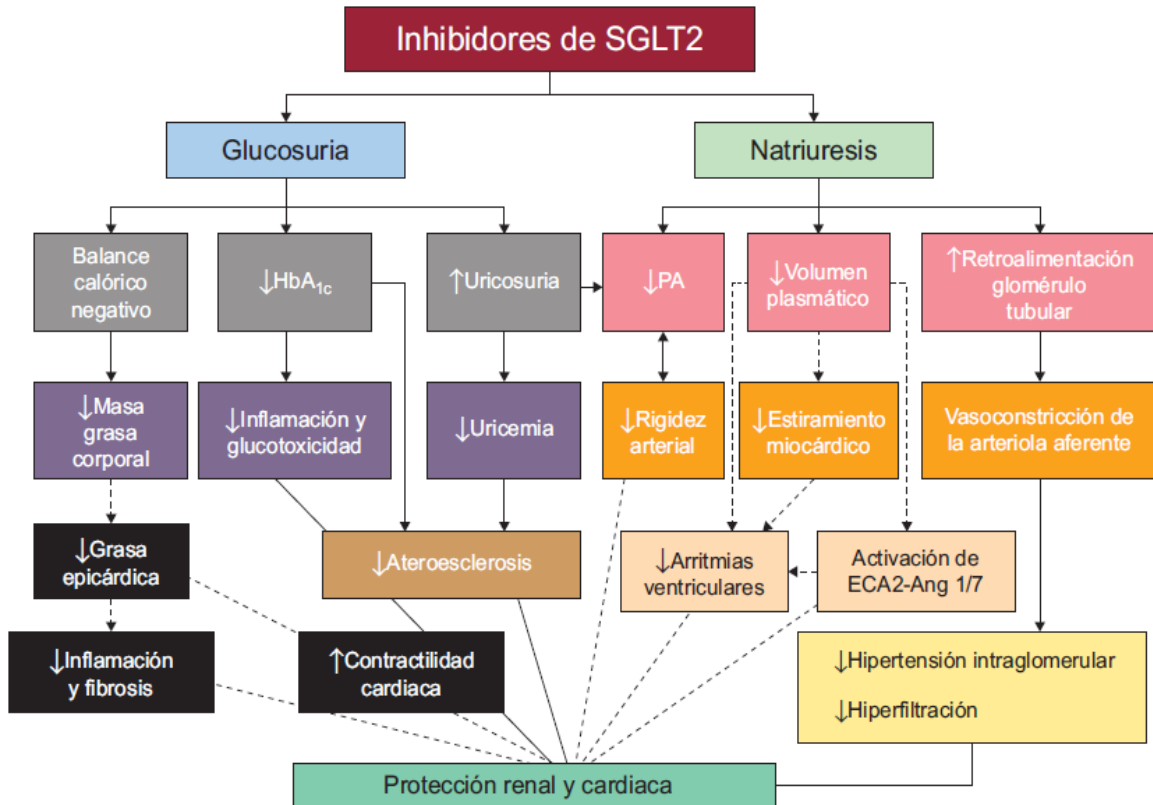 Inhibidores de SGLT2
Glucosuria
Natriuresis
Balance
calórico
negativo
↓HbA1c
↑Uricosuria
↓PA
↓Volumen
plasmático
↑Retroalimentación
glomérulo
tubular
↓Masa
grasa
corporal
↓Inflamación y
glucotoxicidad
↓Uricemia
↓Rigidez
arterial
↓Estiramiento
miocárdico
Vasoconstricción de
la arteriola aferente
↓Grasa
epicárdica
↓Ateroesclerosis
↓Arritmias
ventriculares
Activación de
ECA2-Ang 1/7
↓Inflamación
y fibrosis
↑Contractilidad
cardiaca
↓Hipertensión intraglomerular
↓Hiperfiltración
Protección renal y cardiaca